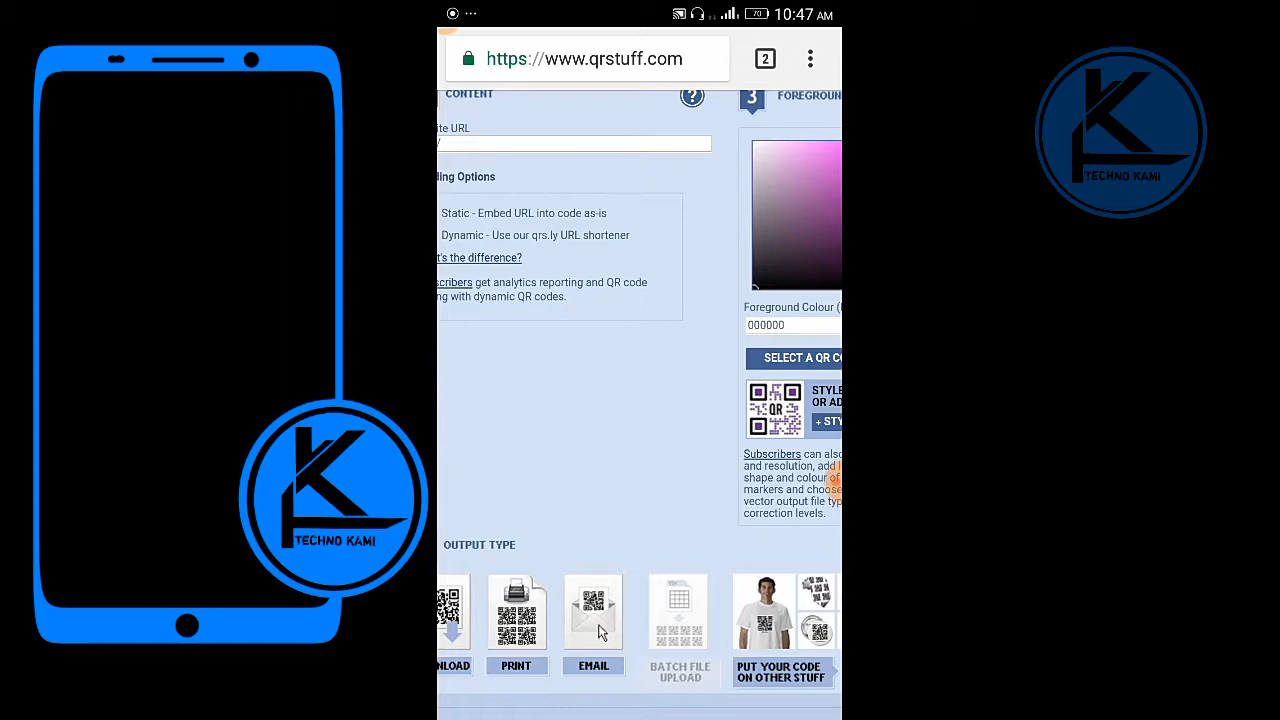 70 10:47 AM
https://www.qrstuff.com
2
CONTENT
?
3
FOREGROUN
ite URL
/
ding Options
Static - Embed URL into code as-is
Dynamic - Use our qrs.ly URL shortener
t's the difference?
scribers get analytics reporting and QR code
ng with dynamic QR codes.
Foreground Colour (
000000
SELECT A QR CO
QR
STYLE
OR AD
+ STY
Subscribers can also
and resolution, add l
shape and colour of
markers and choose
vector output file typ
correction levels.
OUTPUT TYPE
NLOAD
PRINT
EMAIL
BATCH FILE
UPLOAD
PUT YOUR CODE
ON OTHER STUFF
K
TECHNO KAMI
K
TECHNO KAMI